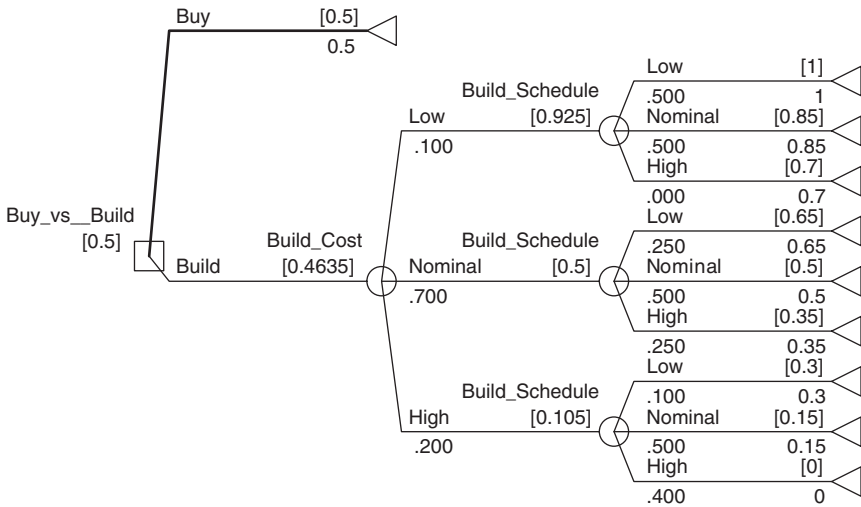 Buy [0.5]
0.5
Low [1]
Build_Schedule
.500 1
Low [0.925] Nominal [0.85]
.100 .500 0.85
High [0.7]
.000 0.7
Buy_vs__Build Low [0.65]
[0.5] Build_Cost Build_Schedule .250 0.65
Build [0.4635] Nominal [0.5] Nominal [0.5]
.700 .500 0.5
High [0.35]
.250 0.35
Low [0.3]
Build_Schedule .100 0.3
High [0.105] Nominal [0.15]
.200 .500 0.15
High [0]
.400 0